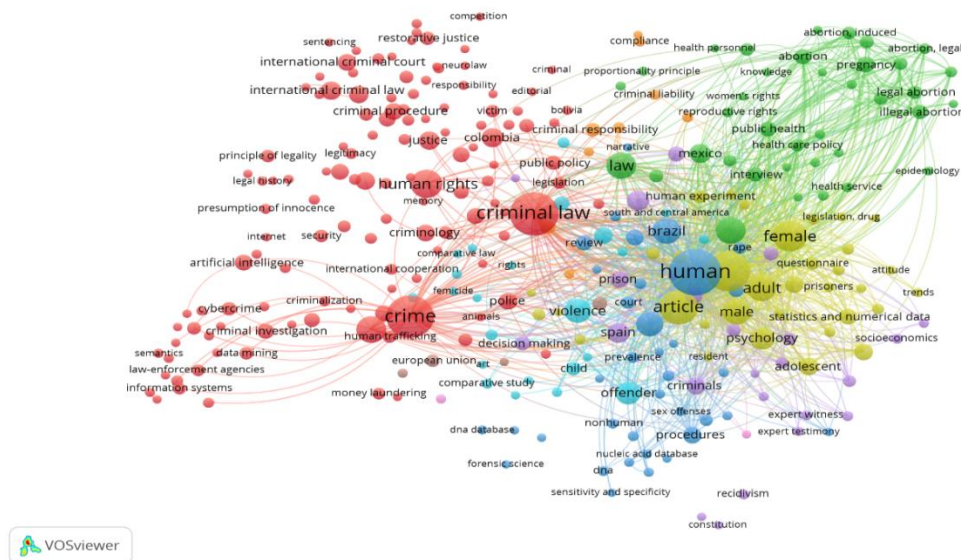 competition
sentencing
restorative justice
international criminal court
neurolaw
criminal
responsibility
international criminal law
editorial
criminal procedure
victim
bolivia
justice
colombia
criminal responsibility
principle of legality
legitimacy
legal history
human rights
public policy
legislation
memory
presumption of innocence
criminal law
internet
security
criminology
comparative law
artificial intelligence
international cooperation
rights
femicide
cybercrime
criminalization
crime
police
animals
criminal investigation
human trafficking
decision making
semantics
data mining
european union
art
law-enforcement agencies
information systems
money laundering
comparative study
compliance
health personnel
abortion, induced
abortion
abortion, legal
pregnancy
proportionality principle
knowledge
criminal liability
women's rights
legal abortion
reproductive rights
illegal abortion
public health
narrative
health care policy
law
mexico
interview
epidemiology
human experiment
health service
south and central america
legislation, drug
review
brazil
rape
female
human
questionnaire
attitude
prison
adult
prisoners
trends
court
article
male
statistics and numerical data
violence
spain
psychology
socioeconomics
prevalence
resident
adolescent
child
offender
criminals
sex offenses
expert witness
nonhuman
procedures
expert testimony
dna database
nucleic acid database
forensic science
dna
sensitivity and specificity
recidivism
constitution
VOSviewer